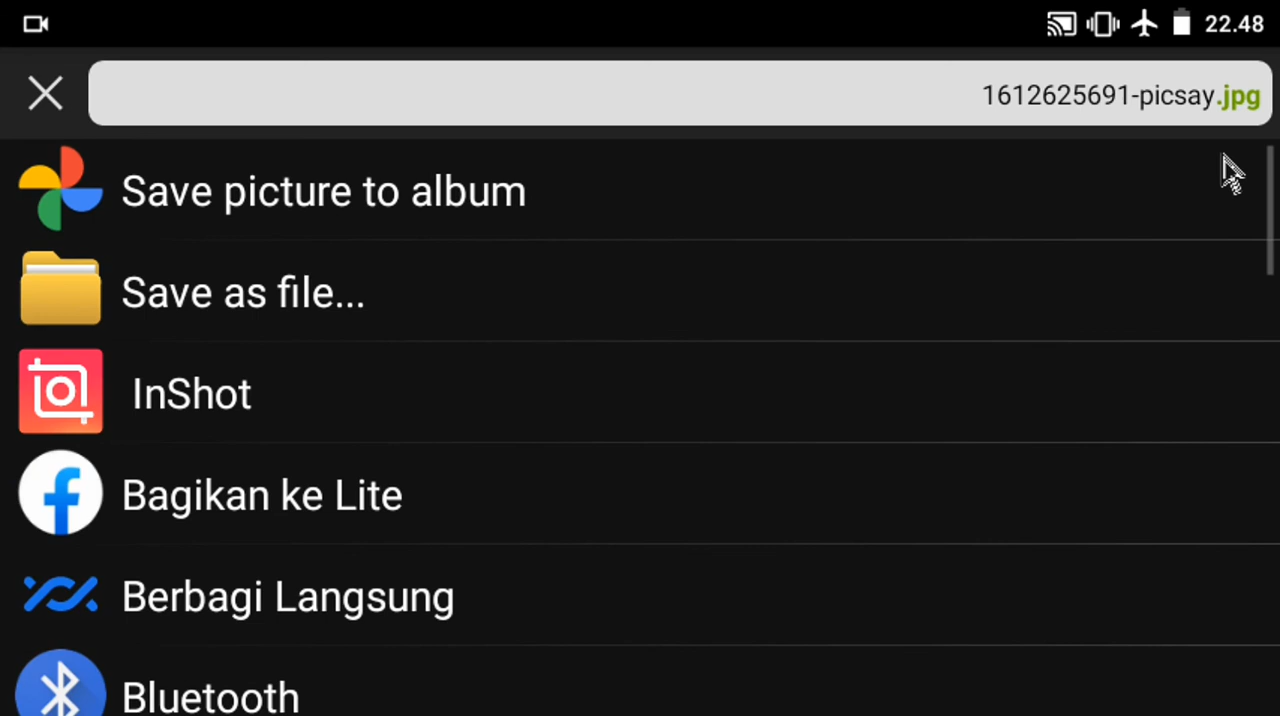 22.48
1612625691-picsay.jpg
Save picture to album
Save as file...
InShot
Bagikan ke Lite
Berbagi Langsung
Bluetooth